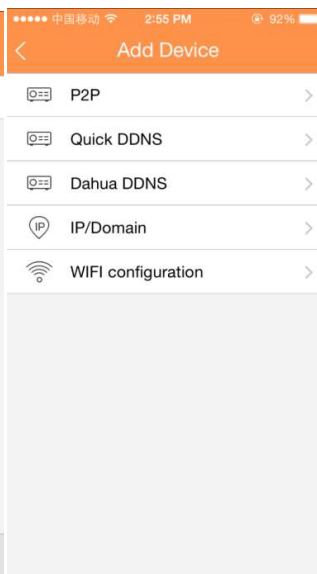 中国移动 2:55 PM 92%
Add Device
P2P
Quick DDNS
Dahua DDNS
IP IP/Domain
WIFI configuration